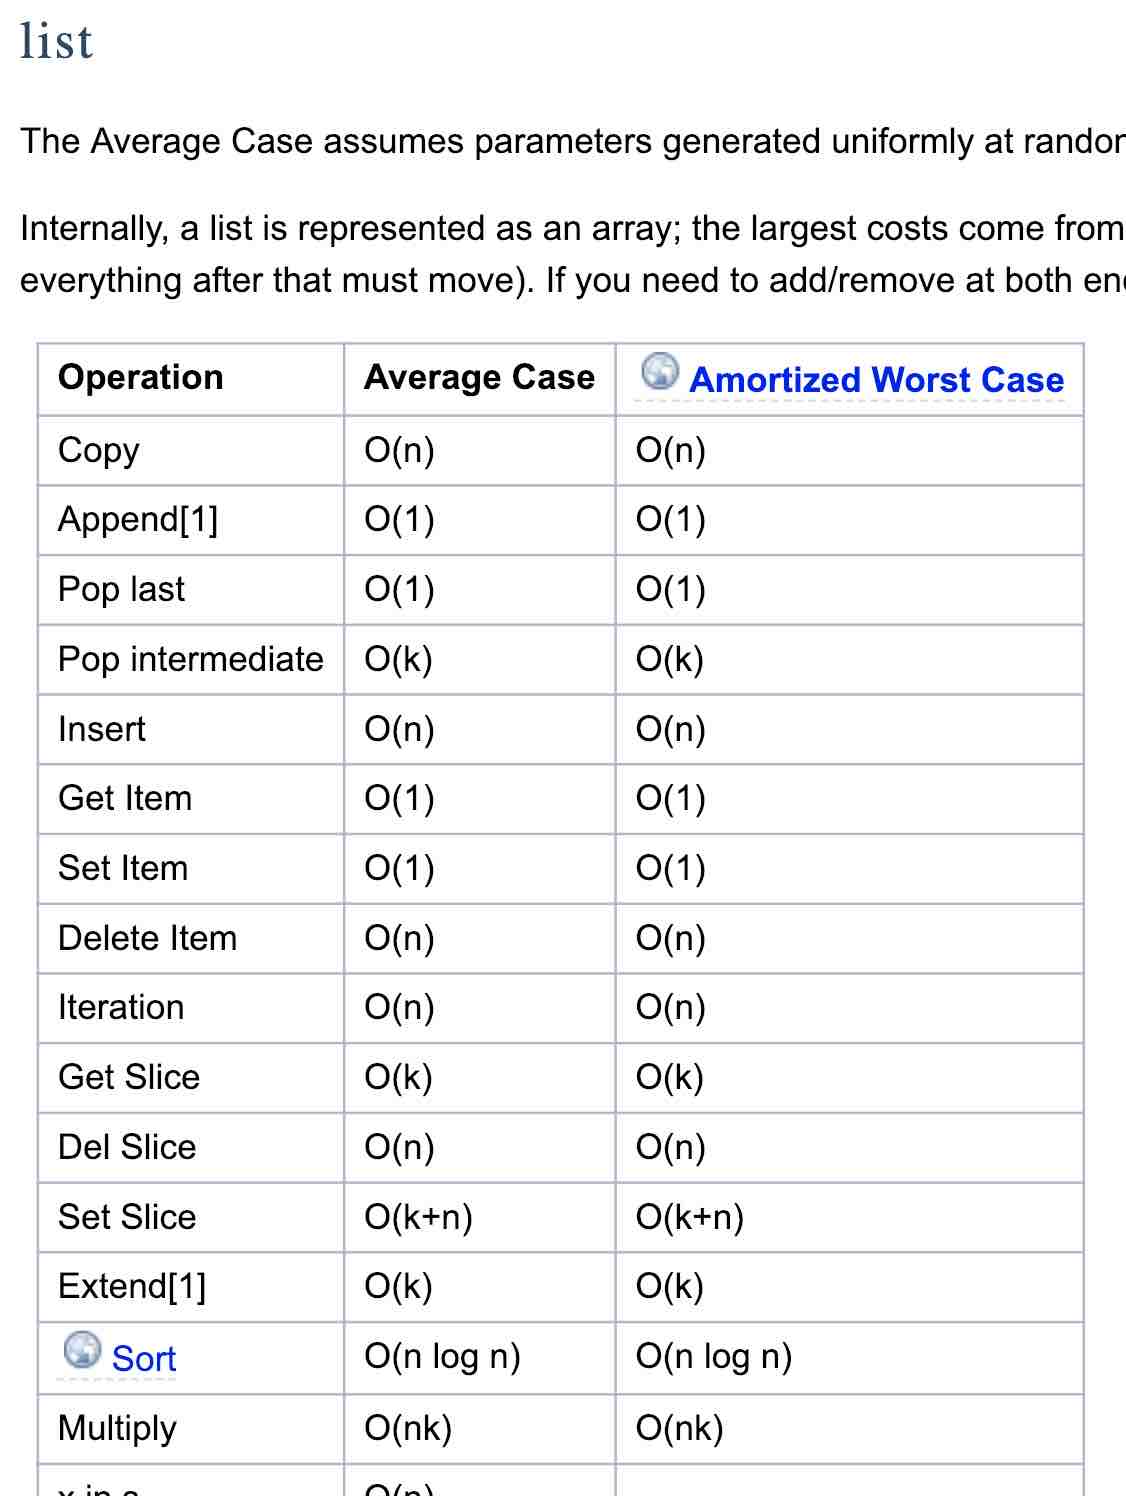 list
The Average Case assumes parameters generated uniformly at
Internally, a list is represented as an array; the largest costs come from
everything after that must move). If you need to add/remove at both
Operation Average Case Amortized Worst Case
Copy O(n) O(n)
Append[1] O(1) O(1)
Pop last O(1) O(1)
Pop intermediate O(k) O(k)
Insert O(n) O(n)
Get Item O(1) O(1)
Set Item O(1) O(1)
Delete Item O(n) O(n)
Iteration O(n) O(n)
Get Slice O(k) O(k)
Del Slice O(n) O(n)
Set Slice O(k+n) O(k+n)
Extend[1] O(k) O(k)
Sort O(n log n) O(n log n)
Multiply O(nk) O(nk)